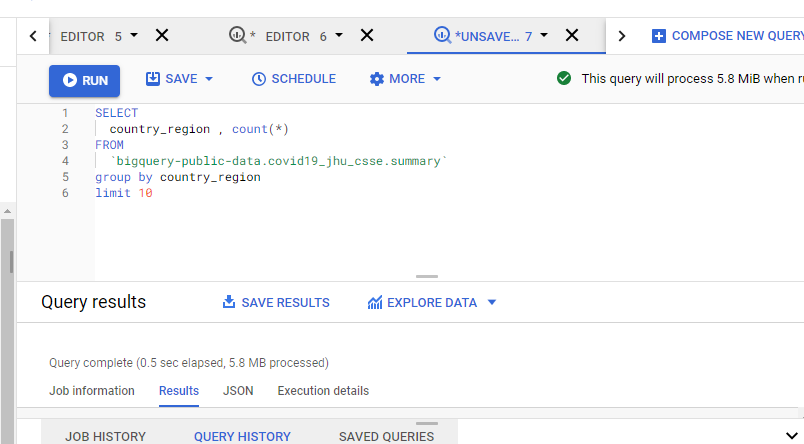 * EDITOR 5
* EDITOR 6
*UNSAVE... 7
COMPOSE NEW QUERY
RUN
SAVE
SCHEDULE
MORE
This query will process 5.8 MiB when
1 SELECT
2 country_region , count(*)
3 FROM
4 `bigquery-public-data.covid19_jhu_csse.summary`
5 group by country_region
6 limit 10
Query results
SAVE RESULTS
EXPLORE DATA
Query complete (0.5 sec elapsed, 5.8 MB processed)
Job information
Results
JSON
Execution details
JOB HISTORY
QUERY HISTORY
SAVED QUERIES